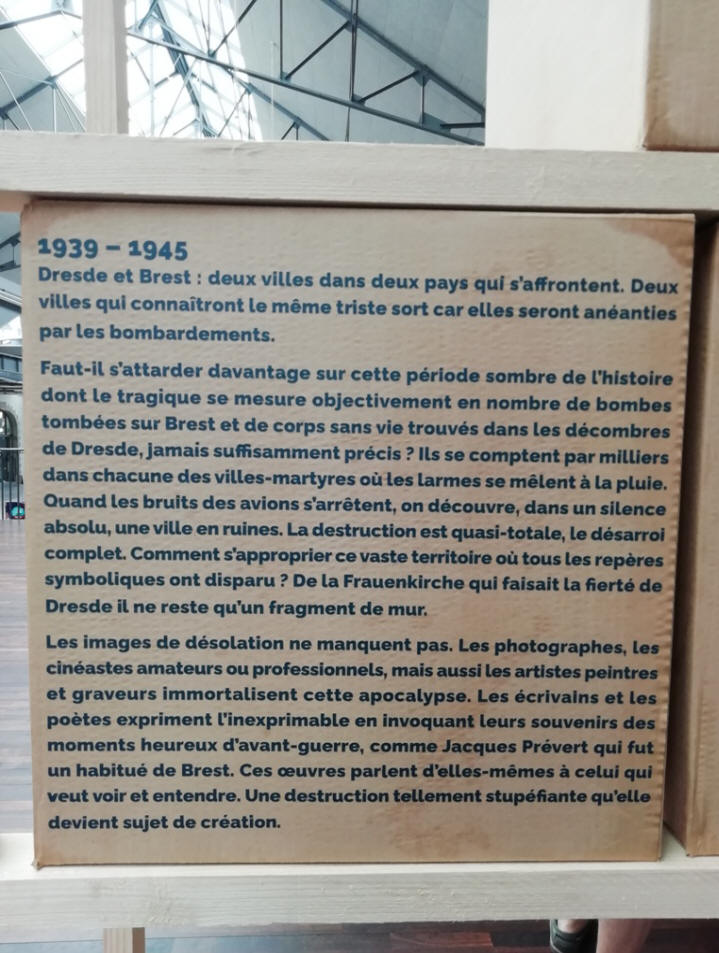 1939 – 1945
Dresde et Brest : deux villes dans deux pays qui s'affrontent. Deux
villes qui connaîtront le même triste sort car elles seront anéanties
par les bombardements.
Faut-il s'attarder davantage sur cette période sombre de l'histoire
dont le tragique se mesure objectivement en nombre de bombes
tombées sur Brest et de corps sans vie trouvés dans les décombres
de Dresde, jamais suffisamment précis ? Ils se comptent par milliers
dans chacune des villes-martyres où les larmes se mêlent à la pluie.
Quand les bruits des avions s'arrêtent, on découvre, dans un silence
absolu, une ville en ruines. La destruction est quasi-totale, le désarroi
complet. Comment s'approprier ce vaste territoire où tous les repères
symboliques ont disparu ? De la Frauenkirche qui faisait la fierté de
Dresde il ne reste qu'un fragment de mur.
Les images de désolation ne manquent pas. Les photographes, les
cinéastes amateurs ou professionnels, mais aussi les artistes peintres
et graveurs immortalisent cette apocalypse. Les écrivains et les
poètes expriment l'inexprimable en invoquant leurs souvenirs des
moments heureux d'avant-guerre, comme Jacques Prévert qui fut
un habitué de Brest. Ces œuvres parlent d'elles-mêmes à celui qui
veut voir et entendre. Une destruction tellement stupéfiante qu'elle
devient sujet de création.